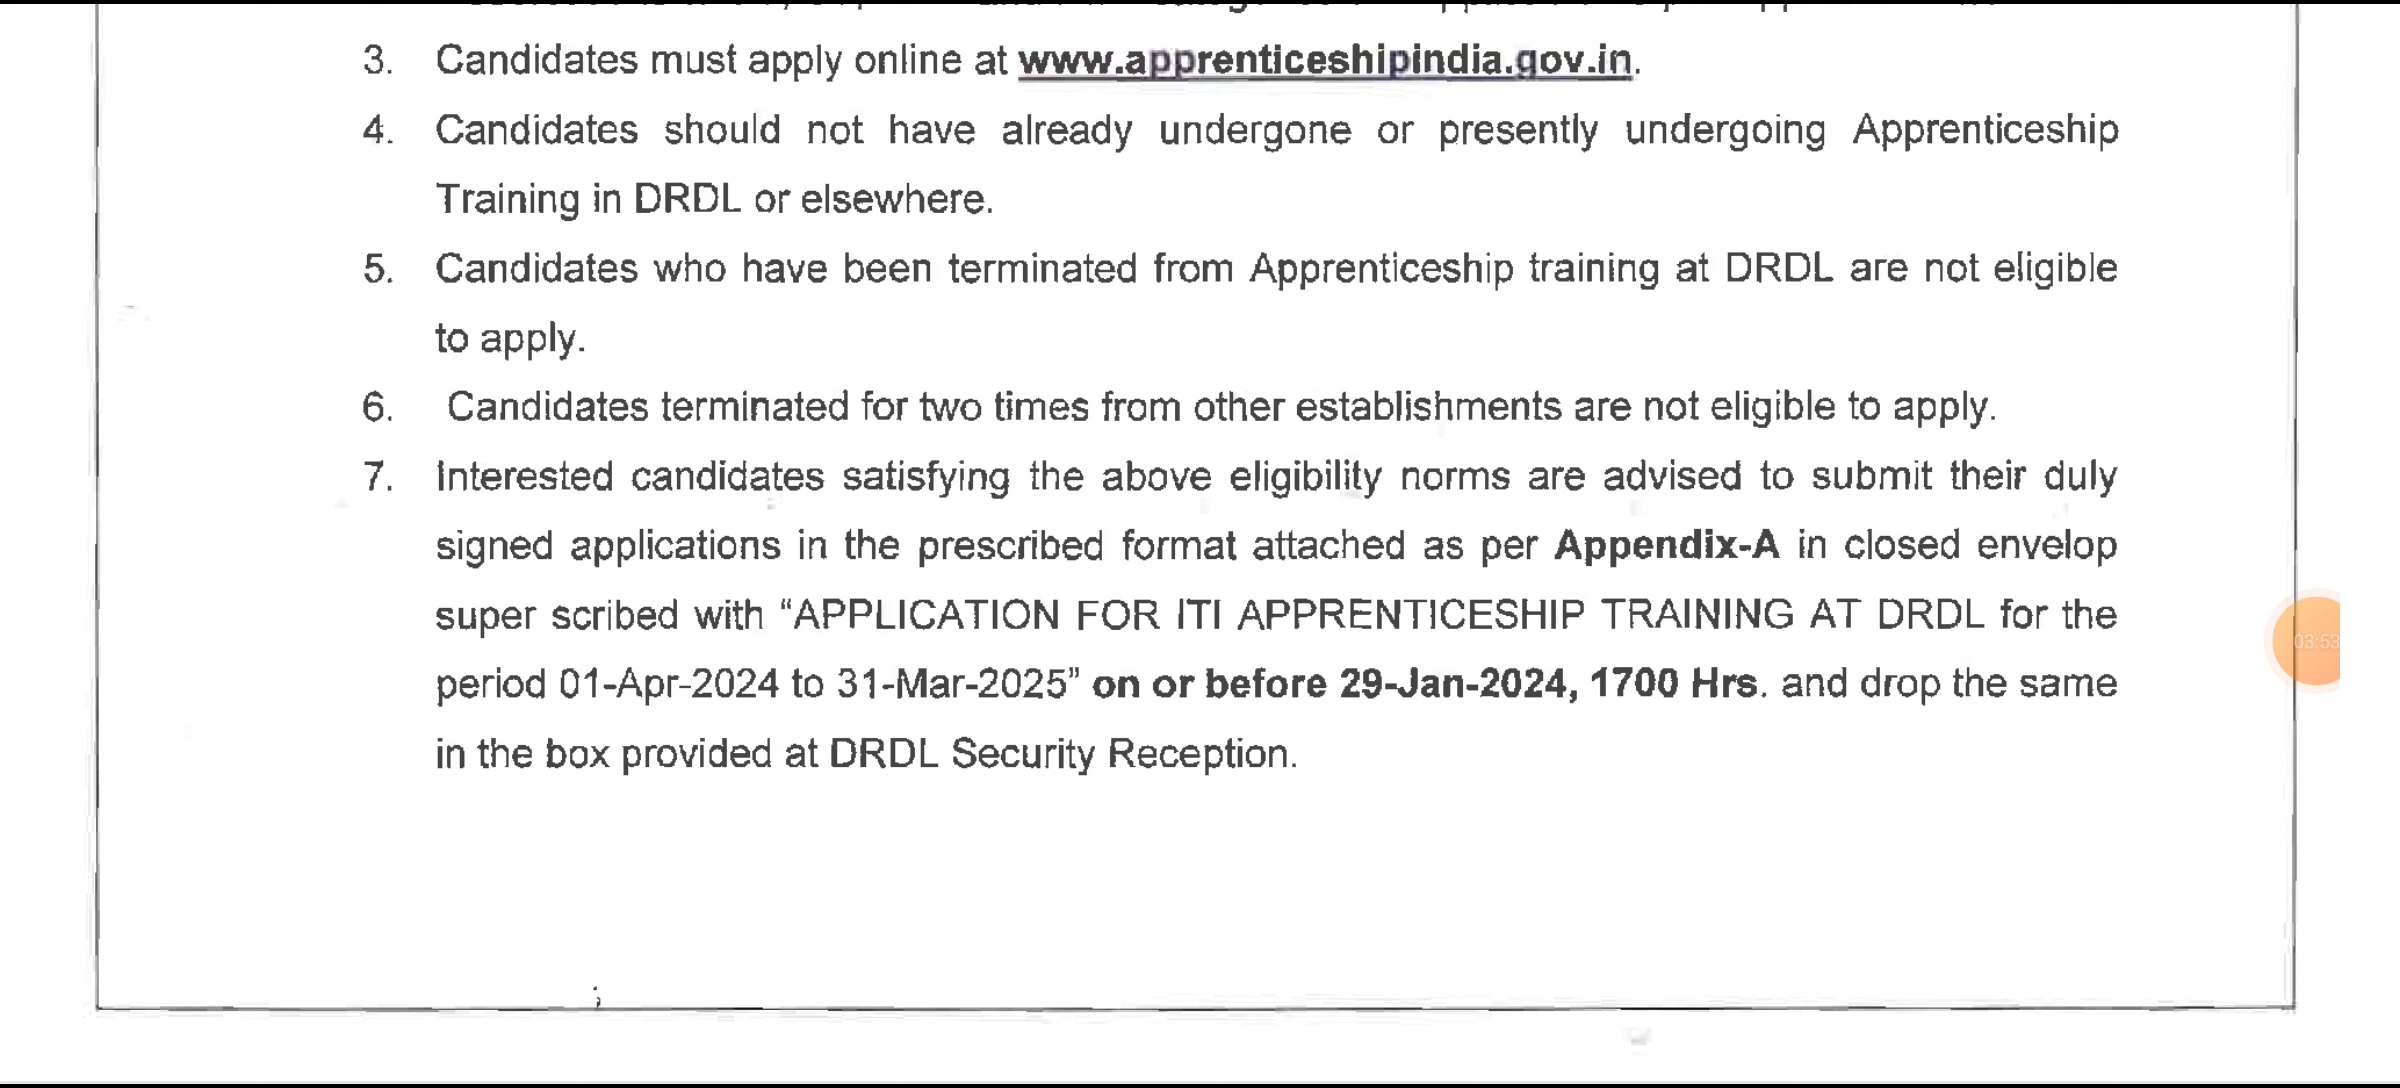 3. Candidates must apply online at www.apprenticeshipindia.gov.in.
4. Candidates should not have already undergone or presently undergoing Apprenticeship
Training in DRDL or elsewhere.
5. Candidates who have been terminated from Apprenticeship training at DRDL are not eligible
to apply.
6. Candidates terminated for two times from other establishments are not eligible to apply.
7. Interested candidates satisfying the above eligibility norms are advised to submit their duly
signed applications in the prescribed format attached as per Appendix-A in closed envelop
super scribed with “APPLICATION FOR ITI APPRENTICESHIP TRAINING AT DRDL for the
period 01-Apr-2024 to 31-Mar-2025” on or before 29-Jan-2024, 1700 Hrs. and drop the same
in the box provided at DRDL Security Reception.
03:53